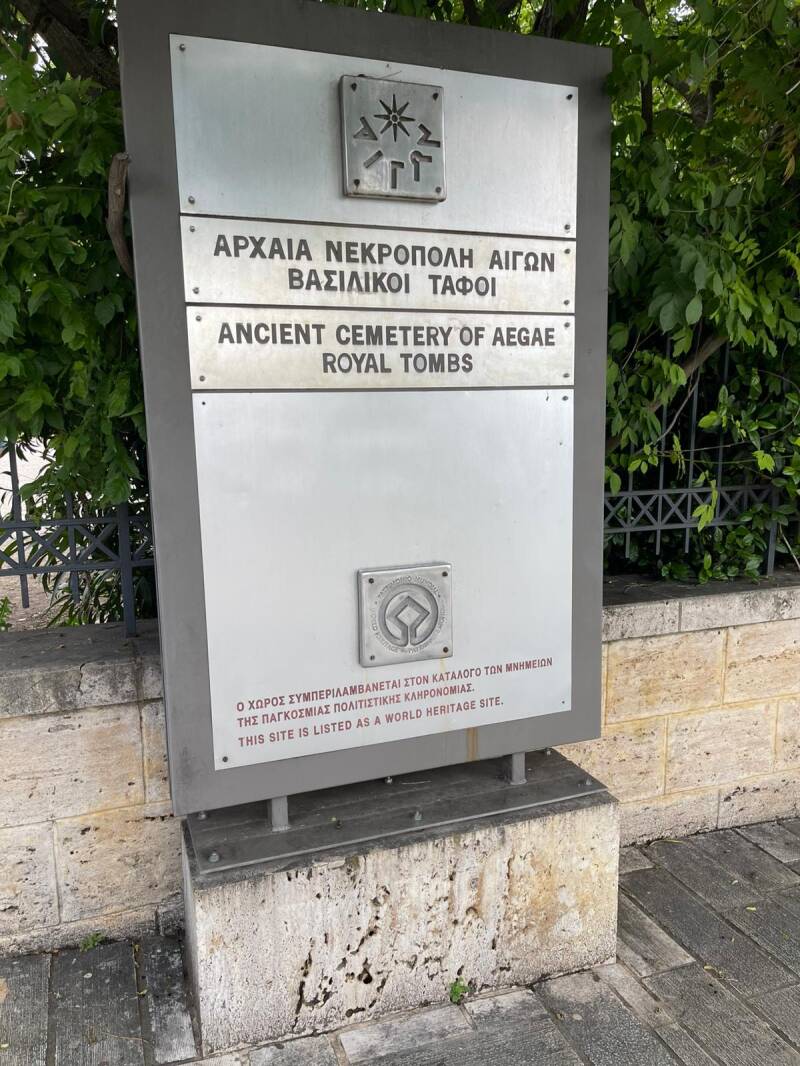 ΑΡΧΑΙΑ ΝΕΚΡΟΠΟΛΗ ΑΙΓΩΝ
ΒΑΣΙΛΙΚΟΙ ΤΑΦΟΙ
ANCIENT CEMETERY OF AEGAE
ROYAL TOMBS
Ο ΧΩΡΟΣ ΣΥΜΠΕΡΙΛΑΜΒΑΝΕΤΑΙ ΣΤΟΝ ΚΑΤΑΛΟΓΟ ΤΩΝ ΜΝΗΜΕΙΩΝ
ΤΗΣ ΠΑΓΚΟΣΜΙΑΣ ΠΟΛΙΤΙΣΤΙΚΗΣ ΚΛΗΡΟΝΟΜΙΑΣ.
THIS SITE IS LISTED AS A WORLD HERITAGE SITE.